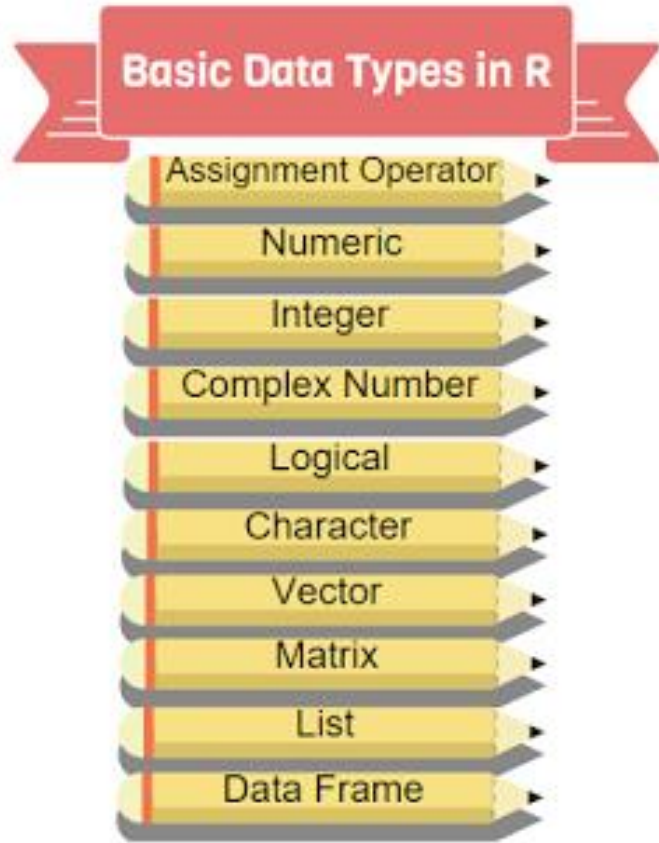 Basic Data Types in R
Assignment Operator
Numeric
Integer
Complex Number
Logical
Character
Vector
Matrix
List
Data Frame